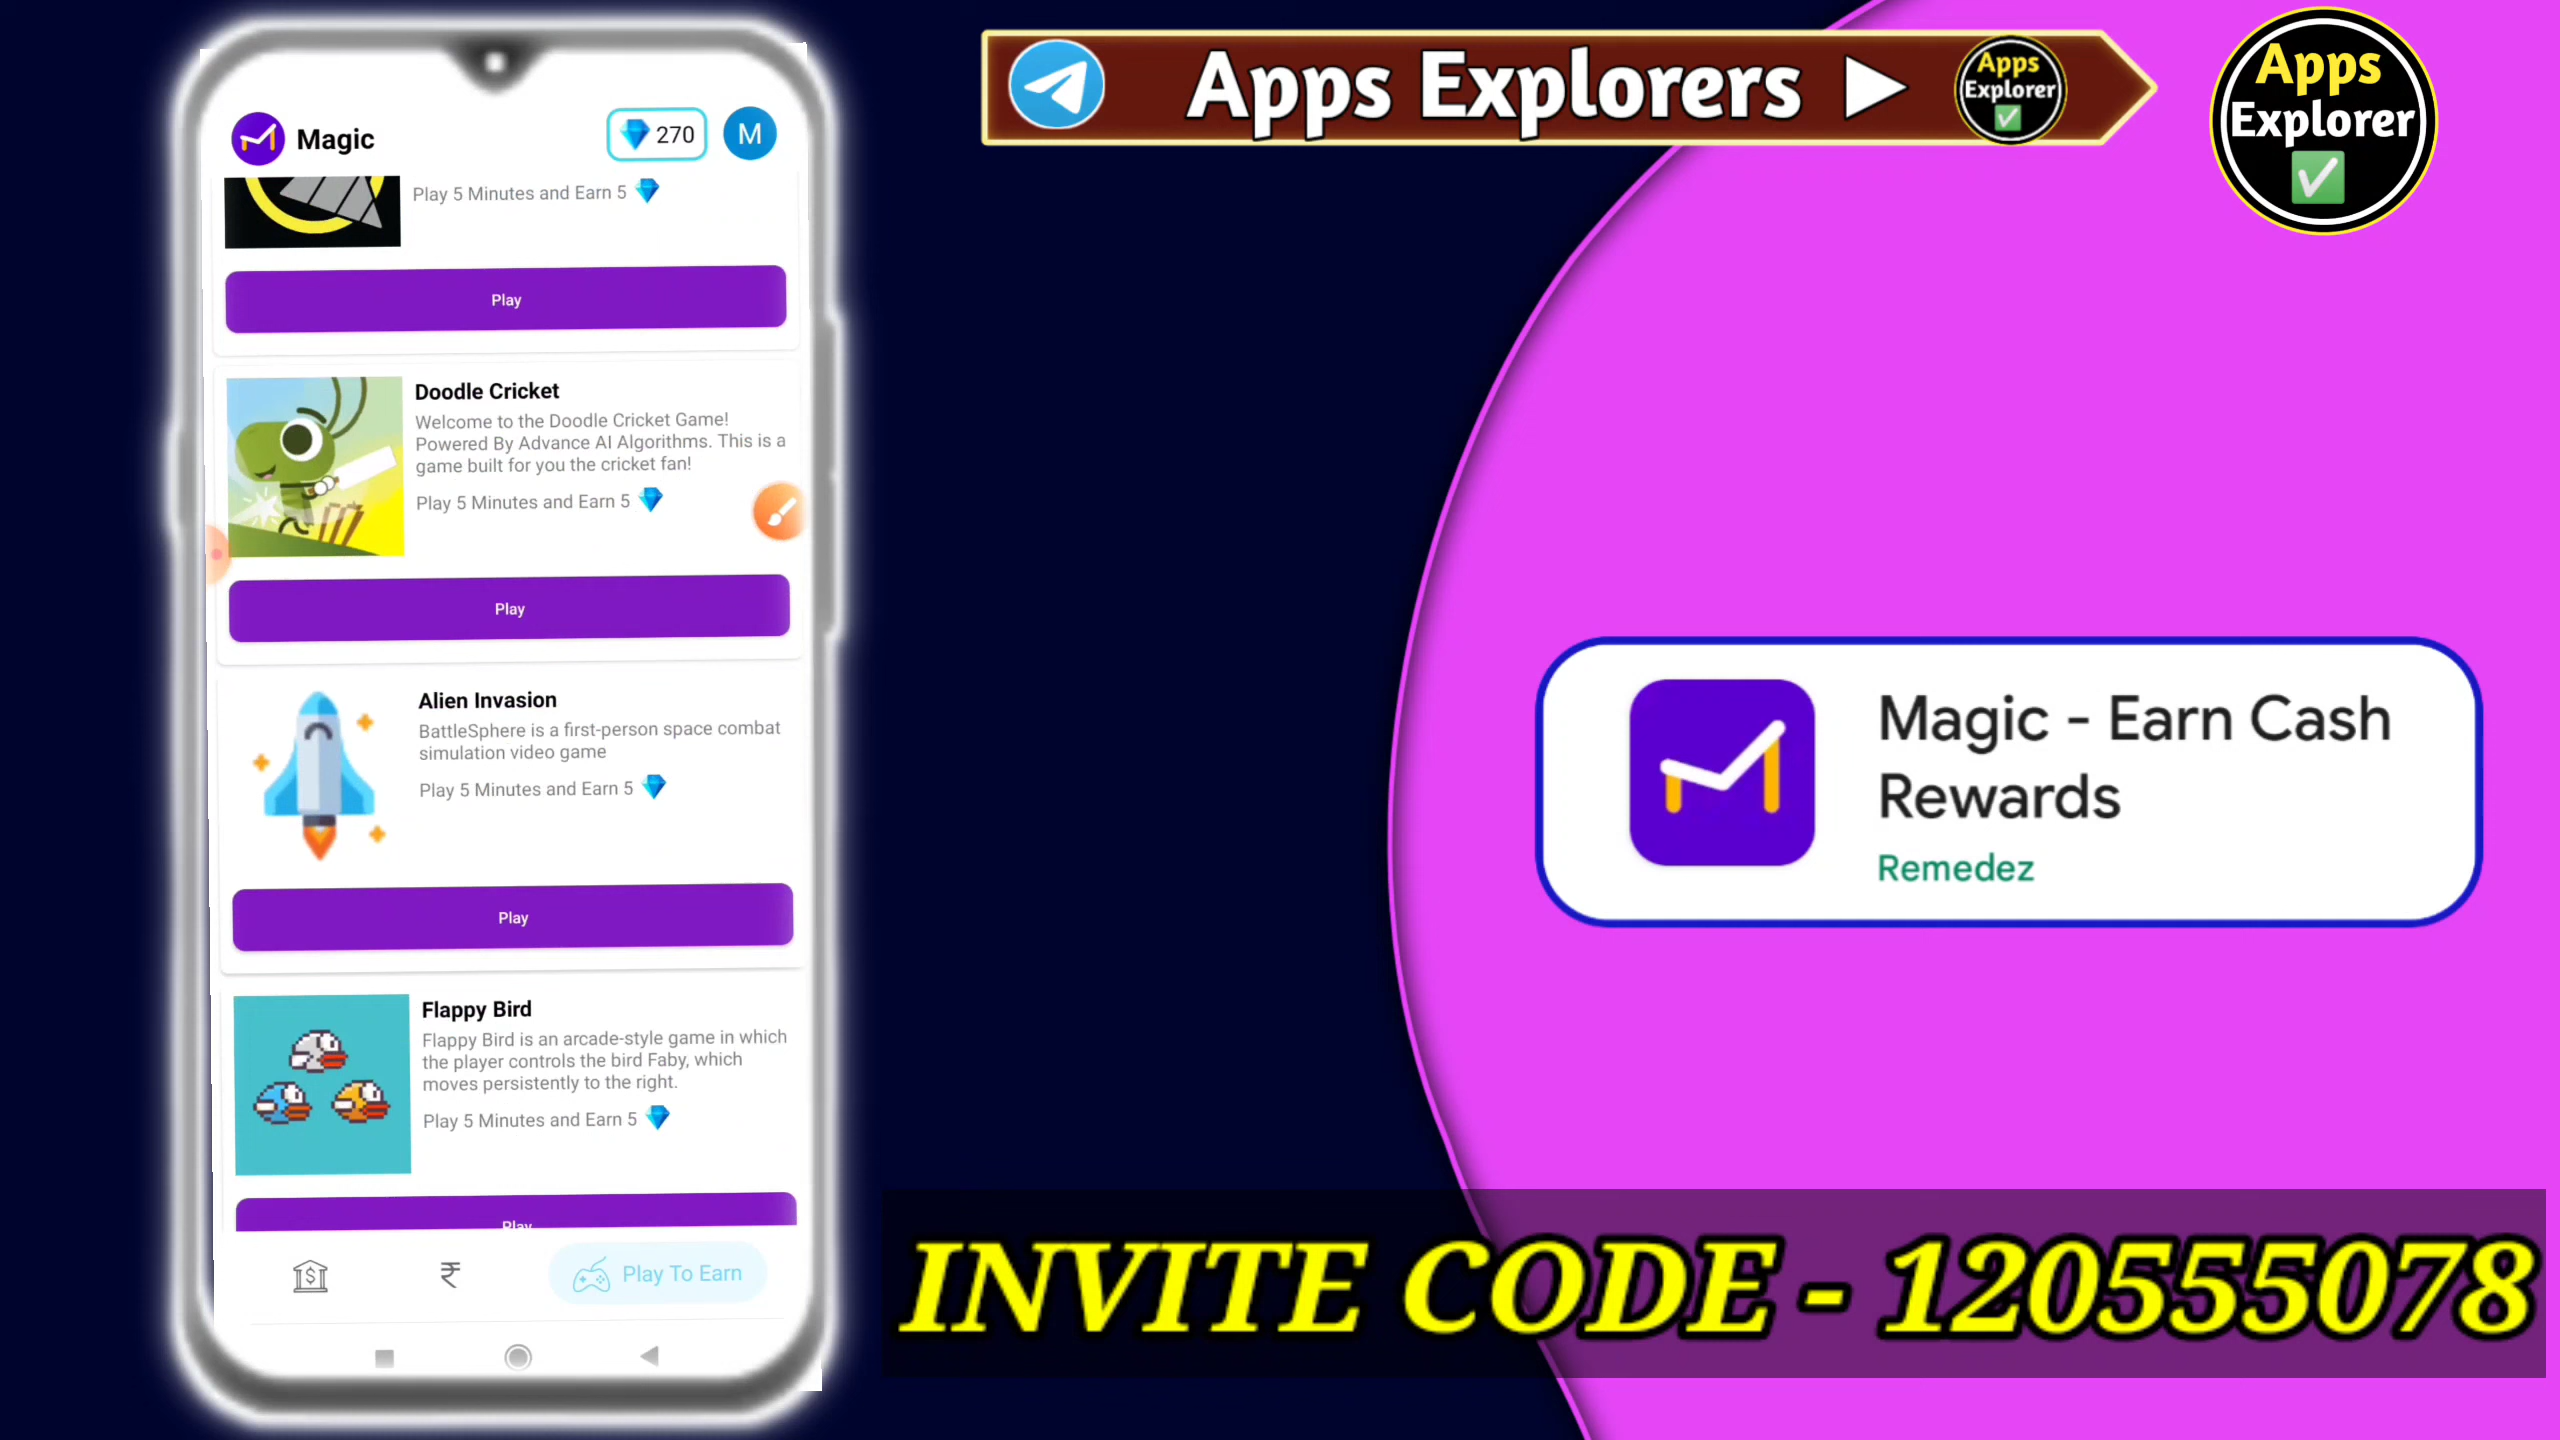 Magic
270
M
Play 5 Minutes and Earn 5
Play
Doodle Cricket
Welcome to the Doodle Cricket Game!
Powered By Advance AI Algorithms. This is a
game built for you the cricket fan!
Play 5 Minutes and Earn 5
Play
Alien Invasion
BattleSphere is a first-person space combat
simulation video game
Play 5 Minutes and Earn 5
Play
Flappy Bird
Flappy Bird is an arcade-style game in which
the player controls the bird Faby, which
moves persistently to the right.
Play 5 Minutes and Earn 5
Play
Play To Earn
Apps Explorers
Apps
Explorer
Apps
Explorer
Magic - Earn Cash
Rewards
Remedez
INVITE CODE - 120555078